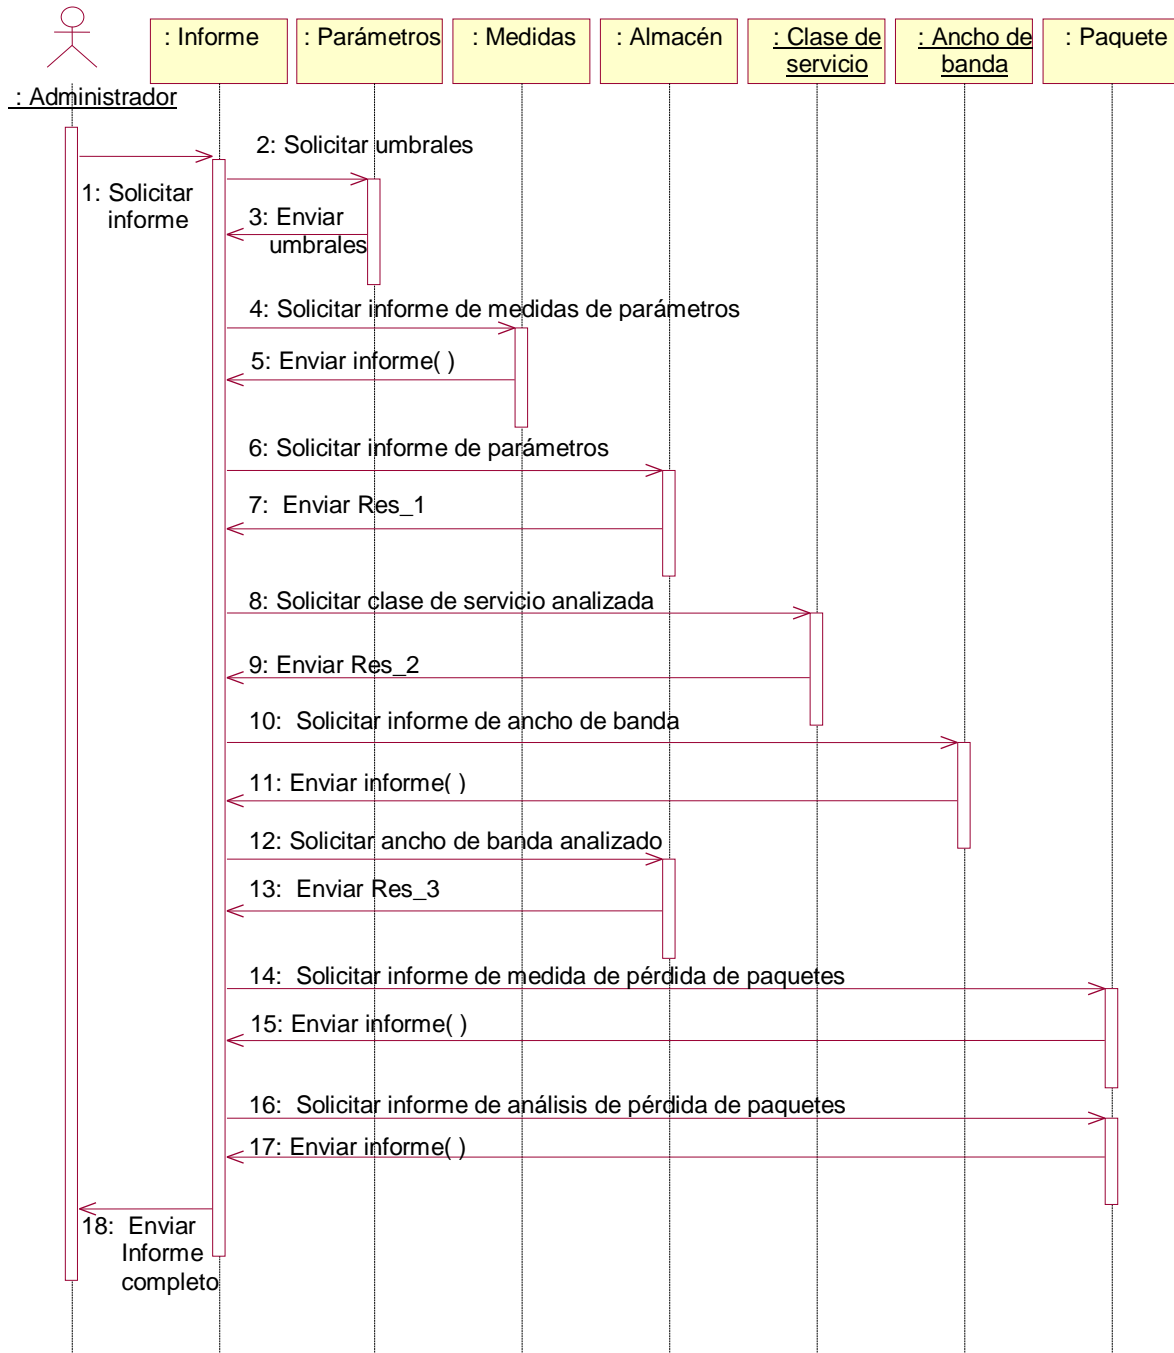 : Informe
: Parámetros
: Medidas
: Almacén
: Clase de
servicio
: Ancho de
banda
: Paquete
: Administrador
2: Solicitar umbrales
1: Solicitar
informe
3: Enviar
umbrales
4: Solicitar informe de medidas de parámetros
5: Enviar informe( )
6: Solicitar informe de parámetros
7: Enviar Res_1
8: Solicitar clase de servicio analizada
9: Enviar Res_2
10: Solicitar informe de ancho de banda
11: Enviar informe( )
12: Solicitar ancho de banda analizado
13: Enviar Res_3
14: Solicitar informe de medida de pérdida de paquetes
15: Enviar informe( )
16: Solicitar informe de análisis de pérdida de paquetes
17: Enviar informe( )
18: Enviar
Informe
completo